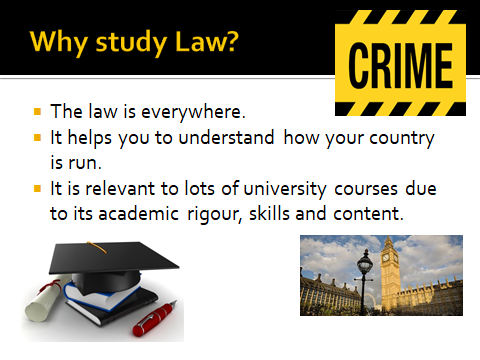 Why study Law?
CRIME
The law is everywhere.
It helps you to understand how your country
is run.
It is relevant to lots of university courses due
to its academic rigour, skills and content.